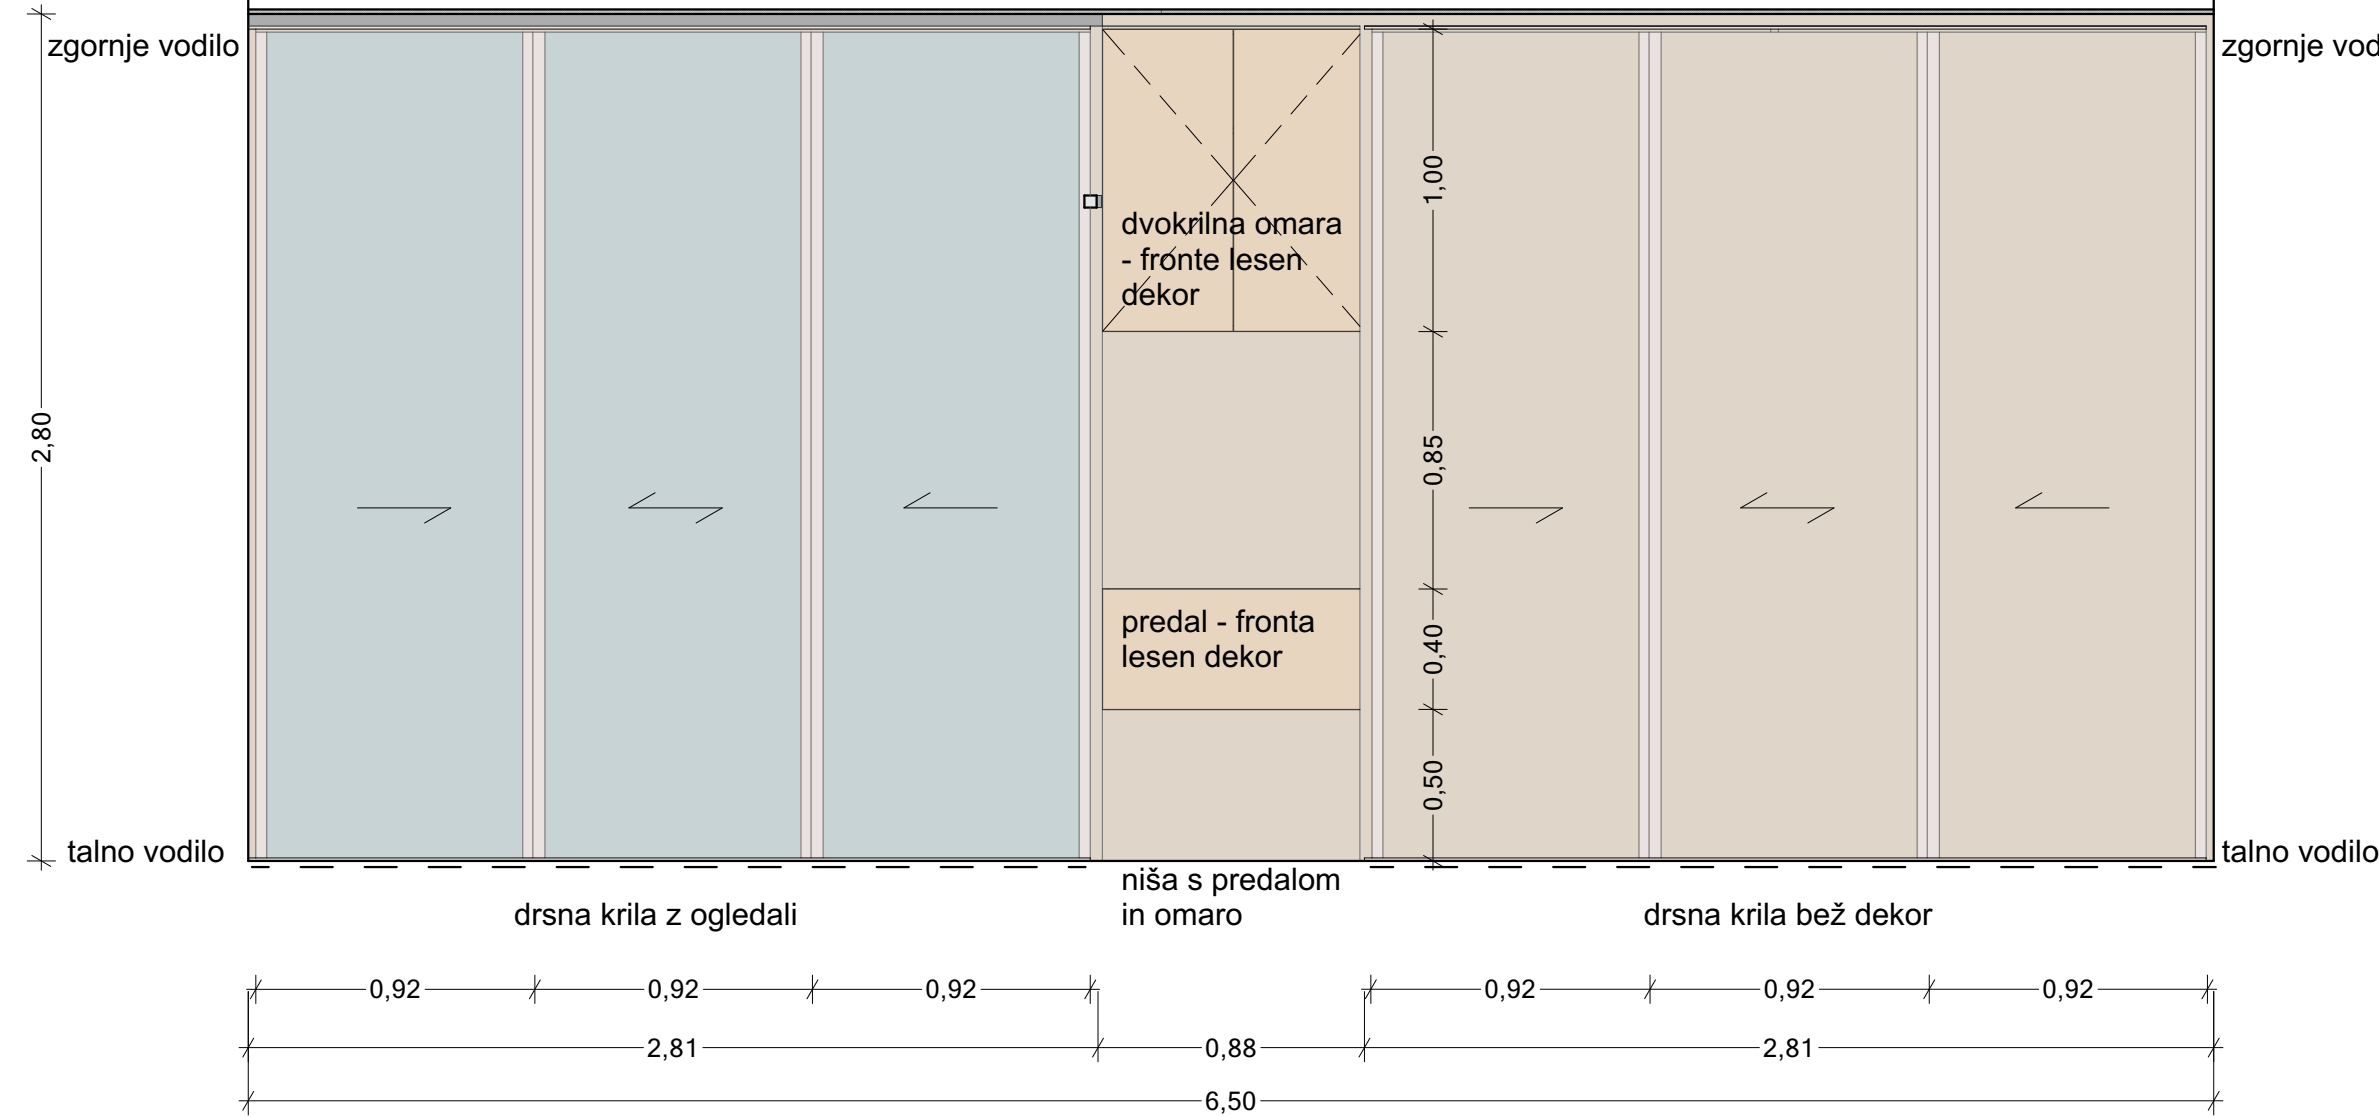 zgornje vodilo
zgornje vod
1,00
dvokrilna omara
- fronte lesen
dekor
2,80
0,85
predal - fronta
lesen dekor
0,40
0,50
talno vodilo
talno vodilo
niša s predalom
in omaro
drsna krila z ogledali
drsna krila bež dekor
0,92
0,92
0,92
0,92
0,92
0,92
2,81
0,88
2,81
6,50